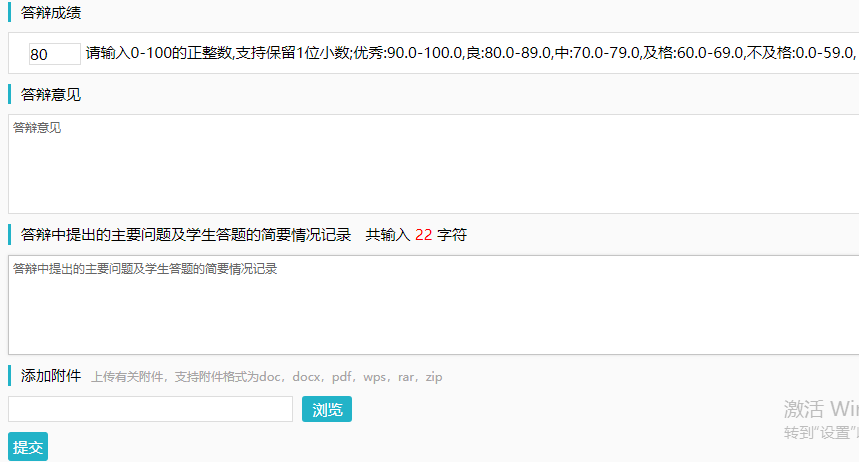 答辩成绩
80 请输入0-100的正整数,支持保留1位小数;优秀:90.0-100.0,良:80.0-89.0,中:70.0-79.0,及格:60.0-69.0,不及格:0.0-59.0,
答辩意见
答辩意见
答辩中提出的主要问题及学生答题的简要情况记录 共输入 22 字符
答辩中提出的主要问题及学生答题的简要情况记录
添加附件 上传有关附件，支持附件格式为doc，docx，pdf，wps，rar，zip
浏览
激活 Win
转到"设置"
提交